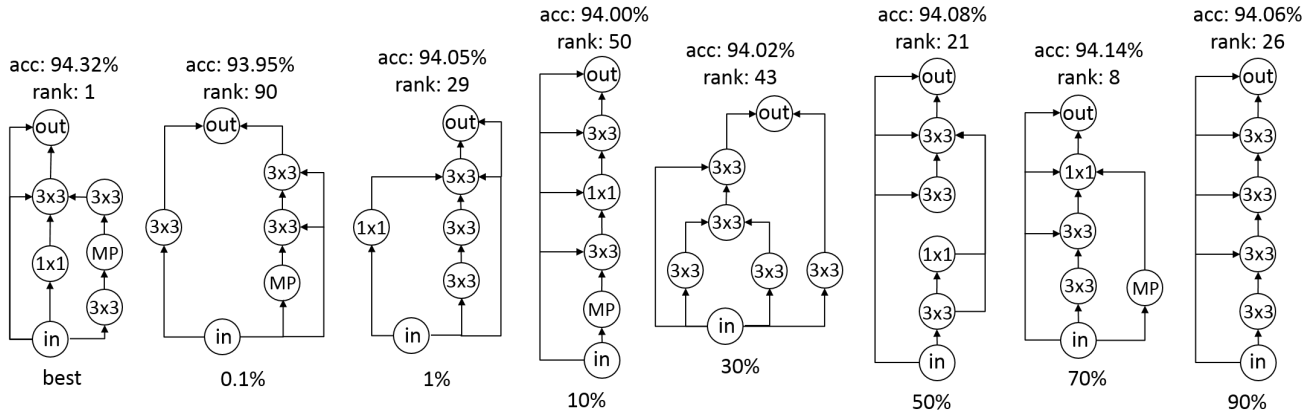 acc: 94.32%
rank: 1
out
3x3
3x3
1x1
MP
3x3
in
best
acc: 93.95%
rank: 90
out
3x3
3x3
3x3
MP
in
0.1%
acc: 94.05%
rank: 29
out
3x3
1x1
3x3
3x3
in
1%
acc: 94.00%
rank: 50
out
3x3
1x1
3x3
MP
in
10%
acc: 94.02%
rank: 43
out
3x3
3x3
3x3
3x3
3x3
in
30%
acc: 94.08%
rank: 21
out
3x3
3x3
1x1
3x3
in
50%
acc: 94.14%
rank: 8
out
1x1
3x3
3x3
MP
in
70%
acc: 94.06%
rank: 26
out
3x3
3x3
3x3
3x3
in
90%